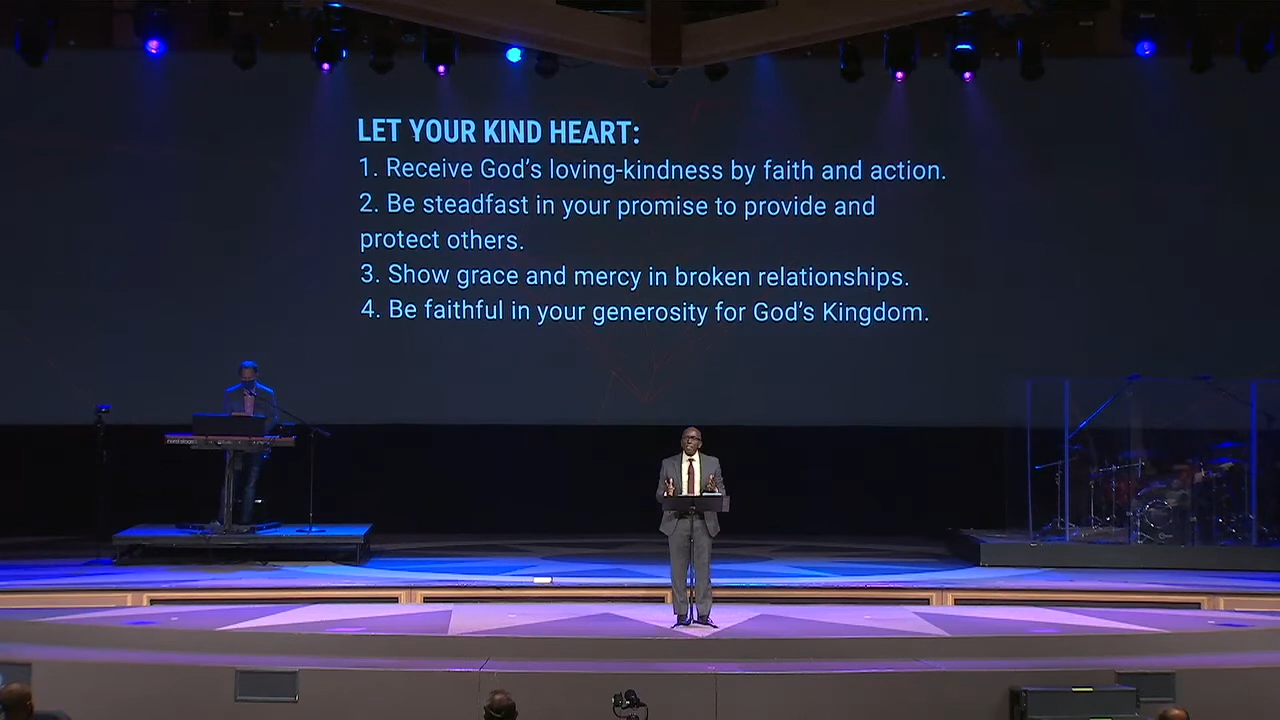 LET YOUR KIND HEART:
1. Receive God's loving-kindness by faith and action.
2. Be steadfast in your promise to provide and
protect others.
3. Show grace and mercy in broken relationships.
4. Be faithful in your generosity for God's Kingdom.
nord stage